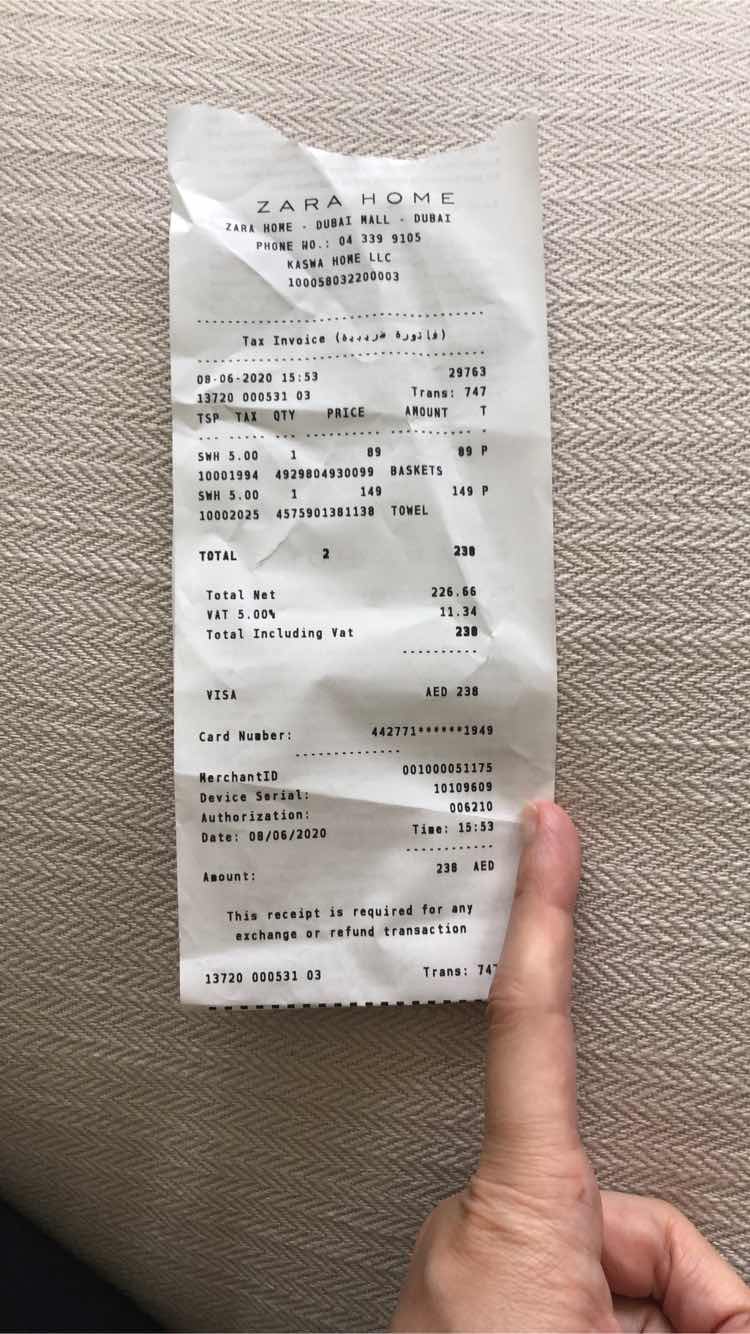 ZARA HOME
ZARA HOME - DUBAI MALL - DUBAI
PHONE NO.: 04 339 9105
KASWA HOME LLC
100058032200003
Tax Invoice (فاتورة ضريبية)
08-06-2020 15:53 29763
13720 000531 03 Trans: 747
TSP TAX QTY PRICE AMOUNT T
SWH 5.00 1 89 89 P
10001994 4929804930099 BASKETS
SWH 5.00 1 149 149 P
10002025 4575901381138 TOWEL
TOTAL 2 238
Total Net 226.66
VAT 5.00% 11.34
Total Including Vat 238
VISA AED 238
Card Number: 442771******1949
MerchantID 001000051175
Device Serial: 10109609
Authorization: 006210
Date: 08/06/2020 Time: 15:53
Amount: 238 AED
This receipt is required for any
exchange or refund transaction
13720 000531 03 Trans: 747